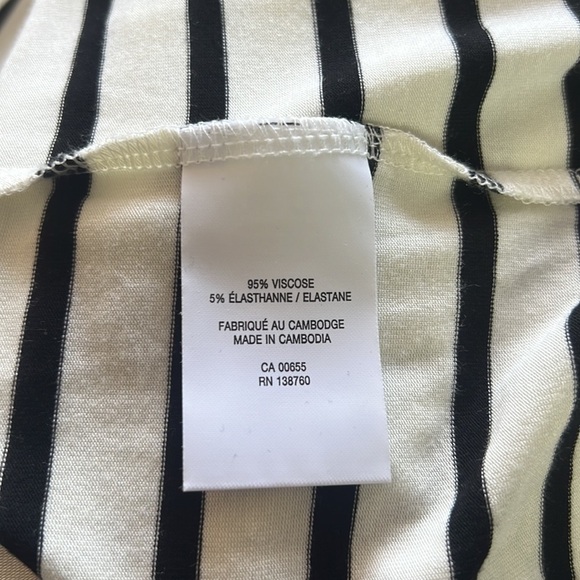 95% VISCOSE
5% ÉLASTHANNE / ELASTANE
FABRIQUÉ AU CAMBODGE
MADE IN CAMBODIA
CA 00655
RN 138760